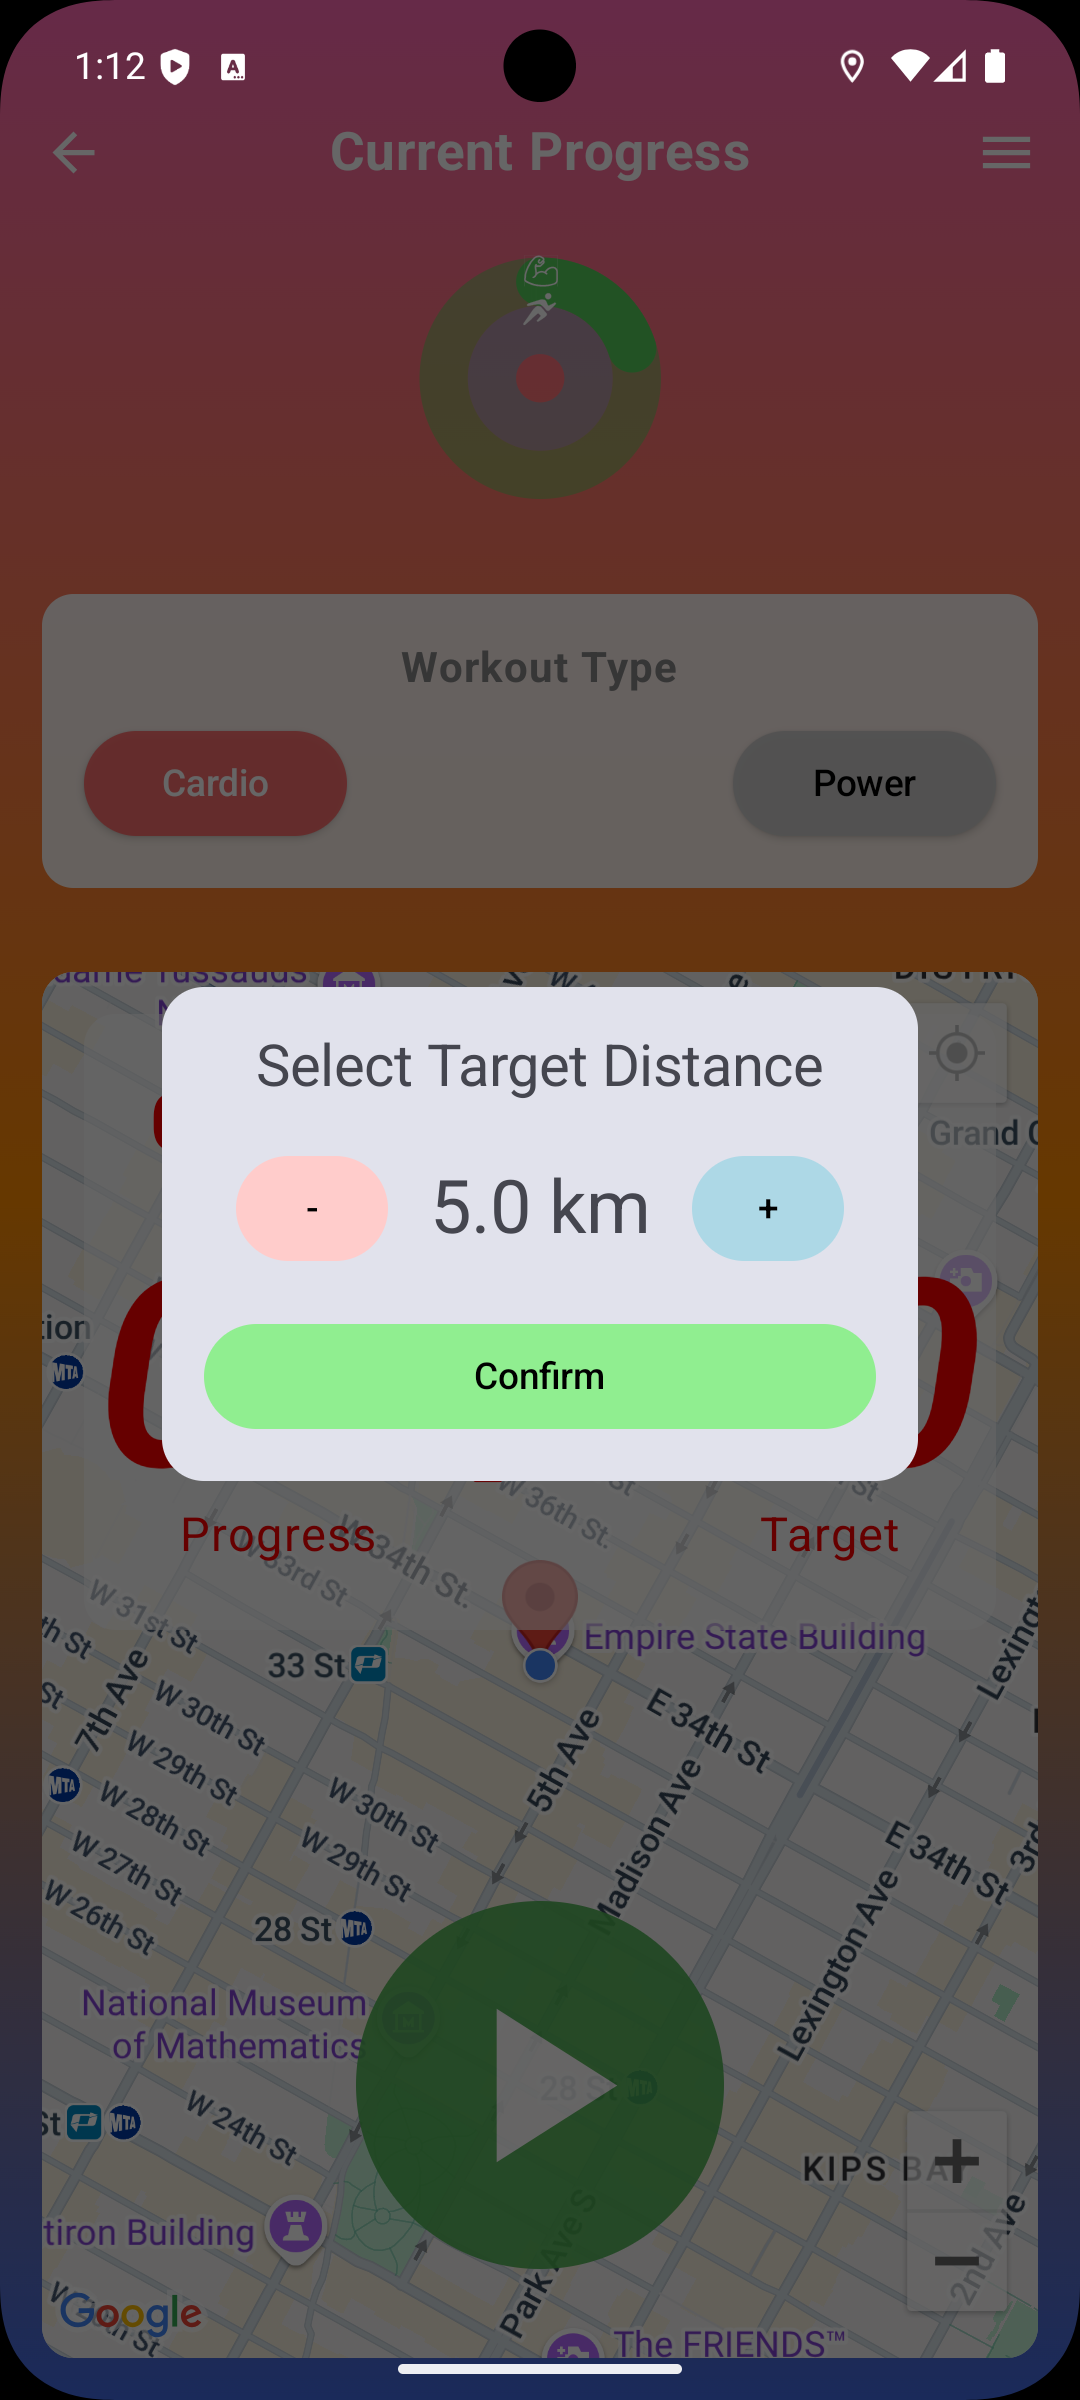 1:12
Current Progress
Workout Type
Cardio
Power
Select Target Distance
- 5.0 km +
Confirm
Progress
Target
Grand
W 36th St.
W 34th St.
W 33rd St
W 31st St
Empire State Building
33 St
7th Ave
W 30th St
W 29th St
W 28th St
W 27th St
W 26th St
W 30th St
W 29th St
5th Ave
E 34th St
Madison Ave
E 34th St
Lexington Ave
28 St MTA
National Museum
of Mathematics
28 St MTA
W 24th St
MTA
KIPS BA
tiron Building
Park Ave S
2nd Ave
Google
The FRIENDS™